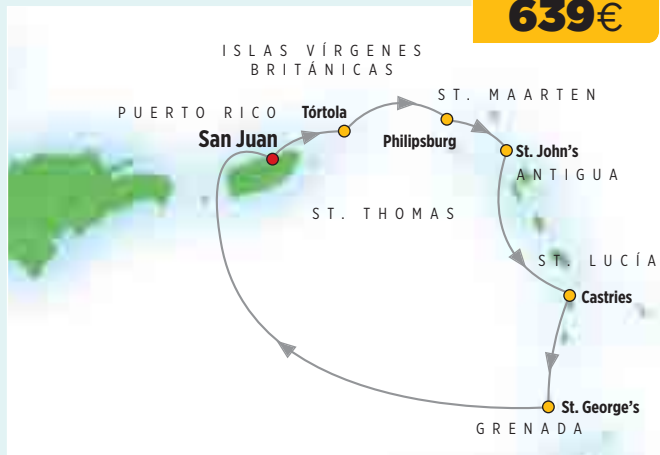 639€
ISLAS VÍRGENES
BRITÁNICAS
ST. MAARTEN
PUERTO RICO
Tórtola
San Juan
Philipsburg
St. John's
ANTIGUA
ST. THOMAS
ST. LUCÍA
Castries
St. George's
GRENADA